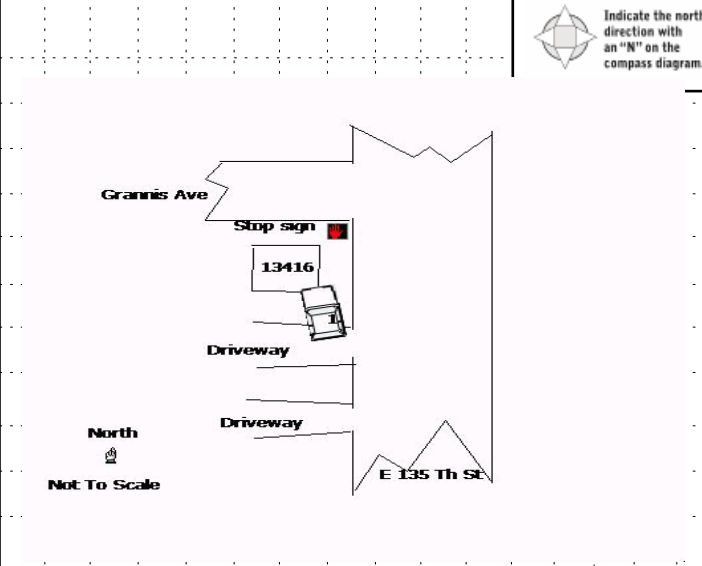 Indicate the north
direction with
an "N" on the
compass diagram.
Grannis Ave
Stop sign
13416
1
Driveway
Driveway
North
E 135 Th St
Not To Scale